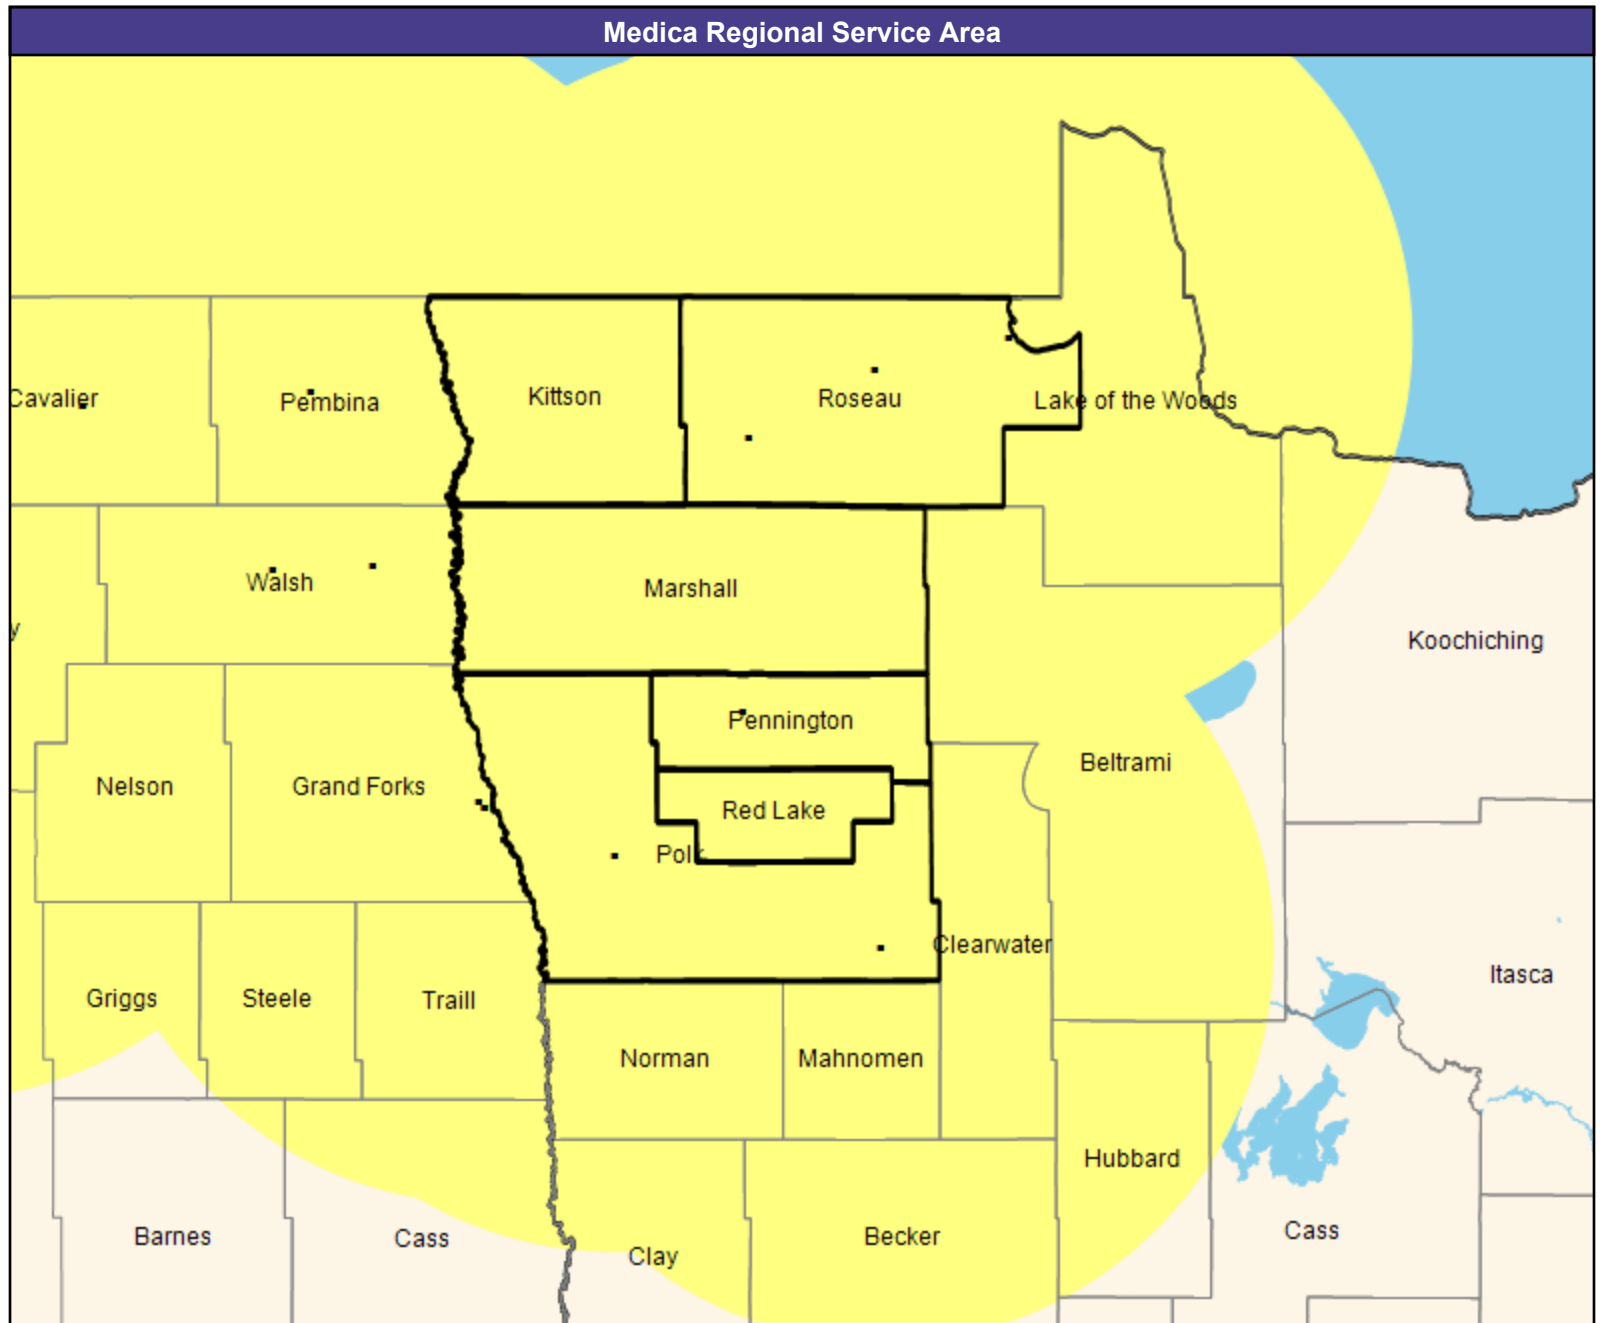 Medica Regional Service Area
Cavalier
Pembina
Kittson
Roseau
Lake of the Woods
Walsh
Marshall
y
Koochiching
Pennington
Beltrami
Nelson
Grand Forks
Red Lake
Polk
Clearwater
Itasca
Griggs
Steele
Traill
Norman
Mahnomen
Hubbard
Barnes
Cass
Clay
Becker
Cass